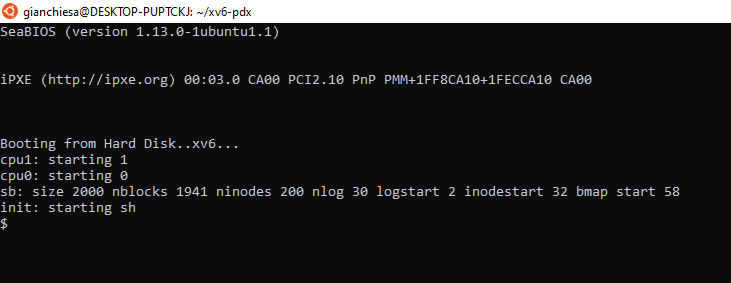 gianchiesa@DESKTOP-PUPTCKJ: ~/xv6-pdx
SeaBIOS (version 1.13.0-1ubuntu1.1)
iPXE (http://ipxe.org) 00:03.0 CA00 PCI2.10 PnP PMM+1FF8CA10+1FECCA10 CA00
Booting from Hard Disk..xv6...
cpu1: starting 1
cpu0: starting 0
sb: size 2000 nblocks 1941 ninodes 200 nlog 30 logstart 2 inodestart 32 bmap start 58
init: starting sh
$